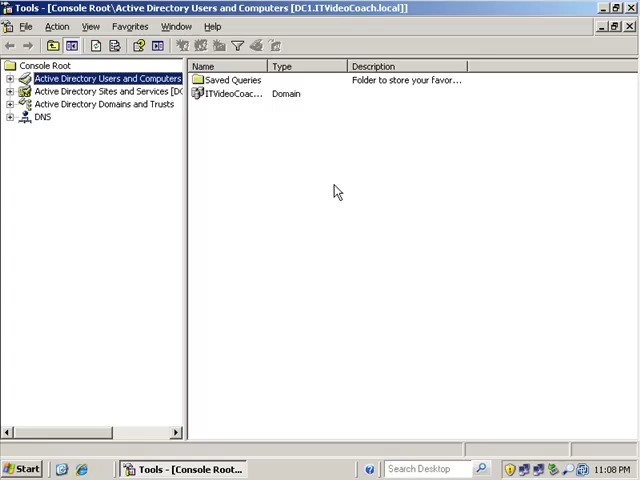 Tools - [Console Root\Active Directory Users and Computers [DC1.ITVideoCoach.local]]
File Action View Favorites Window Help
Console Root
Active Directory Users and Computers
Active Directory Sites and Services [DC
Active Directory Domains and Trusts
DNS
Name Type Description
Saved Queries Folder to store your favor...
ITVideoCoac... Domain
Start Tools - [Console Root... Search Desktop 11:08 PM